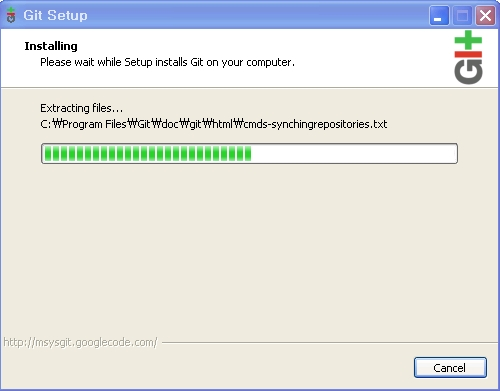 Git Setup
Installing
Please wait while Setup installs Git on your computer.
GIt
Extracting files...
C:₩Program Files₩Git₩doc₩git₩html₩cmds-synchingrepositories.txt
http://msysgit.googlecode.com/
Cancel